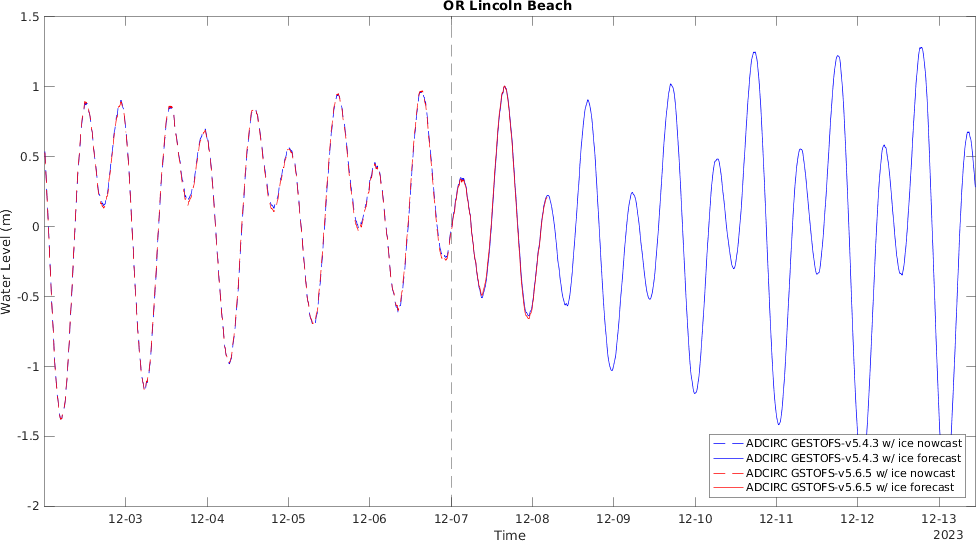 OR Lincoln Beach
1.5
1
0.5
0
-0.5
-1
-1.5
-2
Water Level (m)
12-03 12-04 12-05 12-06 12-07 12-08 12-09 12-10 12-11 12-12 12-13
Time
2023
ADCIRC GESTOFS-v5.4.3 w/ ice nowcast
ADCIRC GESTOFS-v5.4.3 w/ ice forecast
ADCIRC GSTOFS-v5.6.5 w/ ice nowcast
ADCIRC GSTOFS-v5.6.5 w/ ice forecast